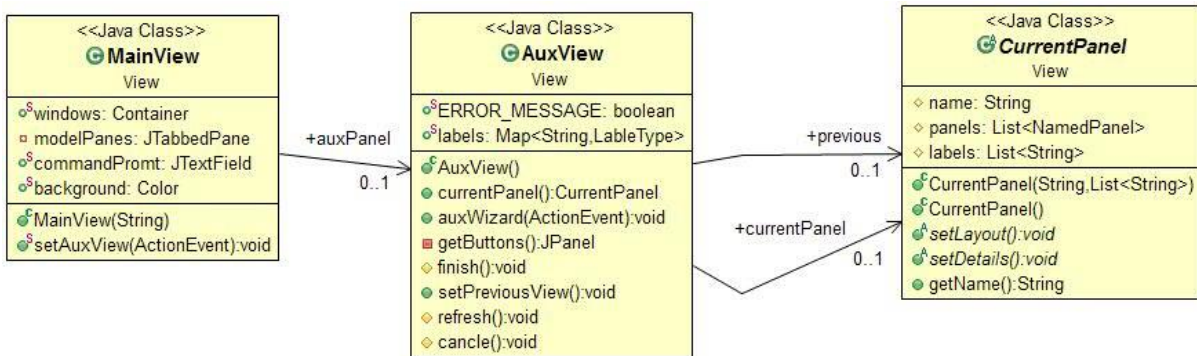 <<Java Class>>
MainView
View
windows: Container
modelPanes: JTabbedPane
commandPromt: JTextField
background: Color
MainView(String)
setAuxView(ActionEvent):void
+auxPanel
0..1
<<Java Class>>
AuxView
View
ERROR_MESSAGE: boolean
labels: Map<String,LableType>
AuxView()
currentPanel():CurrentPanel
auxWizard(ActionEvent):void
getButtons():JPanel
finish():void
setPreviousView():void
refresh():void
cancle():void
+previous
0..1
+currentPanel
0..1
<<Java Class>>
CurrentPanel
View
name: String
panels: List<NamedPanel>
labels: List<String>
CurrentPanel(String,List<String>)
CurrentPanel()
setLayout():void
setDetails():void
getName():String